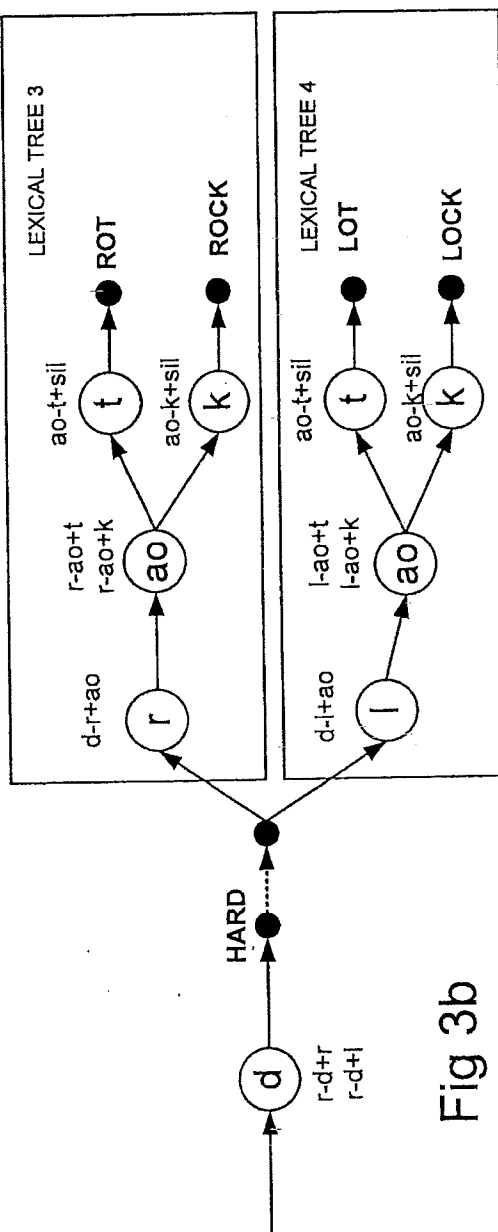 d
r-d+r
r-d+l
HARD
LEXICAL TREE 3
d-r+ao
r
r-ao+t
r-ao+k
ao
ao-t+sil
t
ROT
ao-k+sil
k
ROCK
LEXICAL TREE 4
d-l+ao
l
l-ao+t
l-ao+k
ao
ao-t+sil
t
LOT
ao-k+sil
k
LOCK
Fig 3b